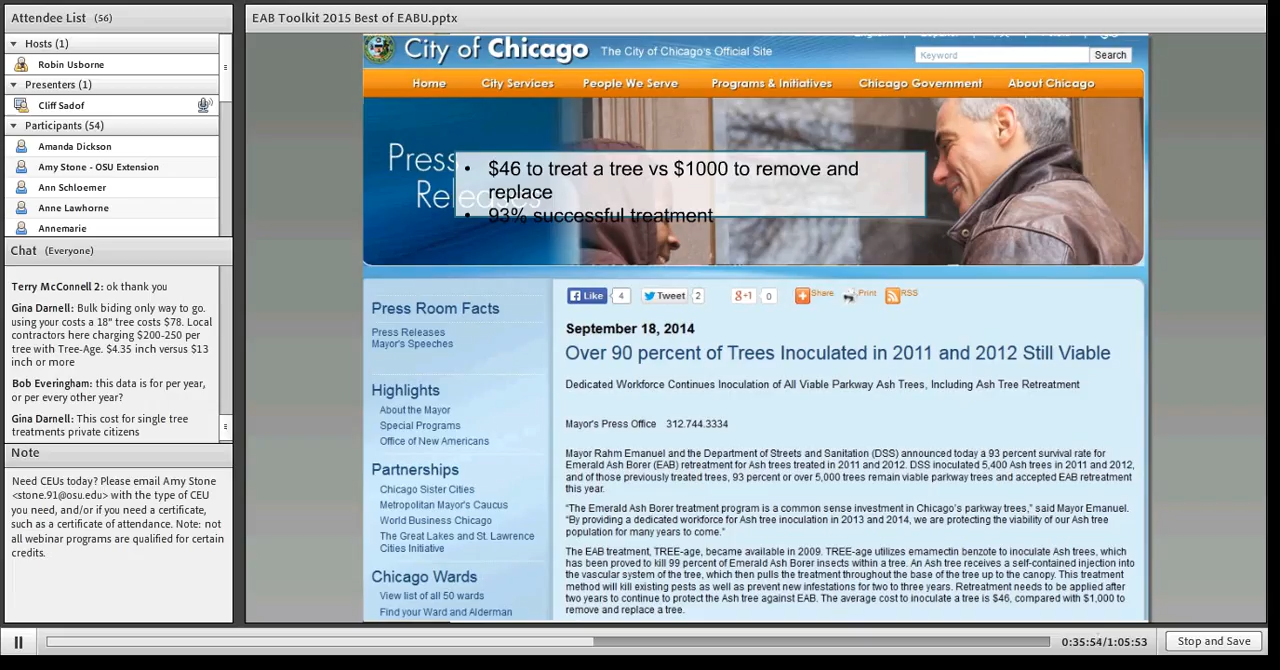 Attendee List (56)
Hosts (1)
Robin Usborne
Presenters (1)
Cliff Sadof
Participants (54)
Amanda Dickson
Amy Stone - OSU Extension
Ann Schloemer
Anne Lawhorne
Annemarie
Chat (Everyone)
Terry McConnell 2: ok thank you
Gina Darnell: Bulk biding only way to go.
using your costs a 18" tree costs $78. Local
contractors here charging $200-250 per
tree with Tree-Age. $4.35 inch versus $13
inch or more
Bob Everingham: this data is for per year,
or per every other year?
Gina Darnell: This cost for single tree
treatments private citizens
Note
Need CEUs today? Please email Amy Stone
<stone.91@osu.edu> with the type of CEU
you need, and/or if you need a certificate,
such as a certificate of attendance. Note: not
all webinar programs are qualified for certain
credits.
EAB Toolkit 2015 Best of EABU.pptx
City of Chicago The City of Chicago's Official Site
Keyword Search
Home City Services People We Serve Programs & Initiatives Chicago Government About Chicago
Press
Releases
• $46 to treat a tree vs $1000 to remove and
replace
• 93% successful treatment
Like 4 Tweet 2 g+1 0 Share Print RSS
Press Room Facts
Press Releases
Mayor's Speeches
Highlights
About the Mayor
Special Programs
Office of New Americans
Partnerships
Chicago Sister Cities
Metropolitan Mayor's Caucus
World Business Chicago
The Great Lakes and St. Lawrence
Cities Initiative
Chicago Wards
View list of all 50 wards
Find your Ward and Alderman
September 18, 2014
Over 90 percent of Trees Inoculated in 2011 and 2012 Still Viable
Dedicated Workforce Continues Inoculation of All Viable Parkway Ash Trees, Including Ash Tree Retreatment
Mayor's Press Office 312.744.3334
Mayor Rahm Emanuel and the Department of Streets and Sanitation (DSS) announced today a 93 percent survival rate for
Emerald Ash Borer (EAB) retreatment for Ash trees treated in 2011 and 2012. DSS inoculated 5,400 Ash trees in 2011 and 2012,
and of those previously treated trees, 93 percent or over 5,000 trees remain viable parkway trees and accepted EAB retreatment
this year.
"The Emerald Ash Borer treatment program is a common sense investment in Chicago's parkway trees," said Mayor Emanuel.
"By providing a dedicated workforce for Ash tree inoculation in 2013 and 2014, we are protecting the viability of our Ash tree
population for many years to come."
The EAB treatment, TREE-age, became available in 2009. TREE-age utilizes emamectin benzote to inoculate Ash trees, which
has been proved to kill 99 percent of Emerald Ash Borer insects within a tree. An Ash tree receives a self-contained injection into
the vascular system of the tree, which then pulls the treatment throughout the base of the tree up to the canopy. This treatment
method will kill existing pests as well as prevent new infestations for two to three years. Retreatment needs to be applied after
two years to continue to protect the Ash tree against EAB. The average cost to inoculate a tree is $46, compared with $1,000 to
remove and replace a tree.
0:35:54/1:05:53 Stop and Save